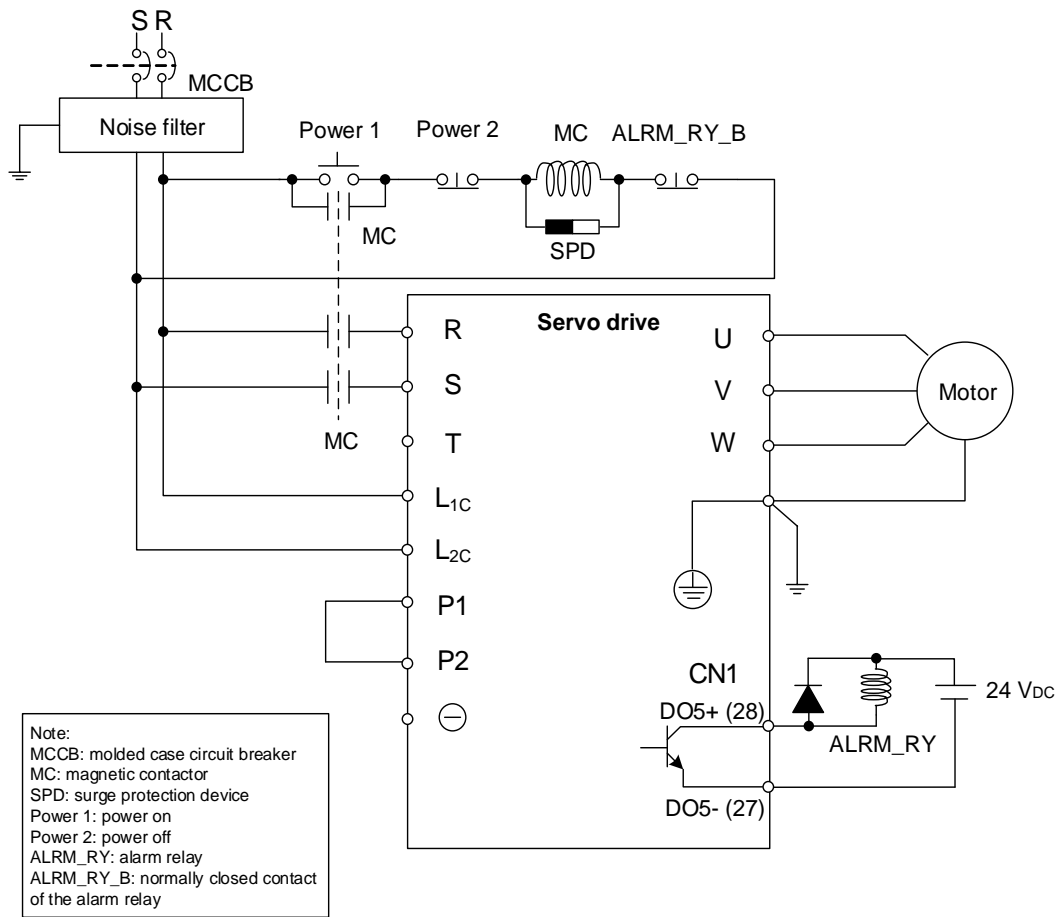 S R
MCCB
Noise filter
Power 1
Power 2
MC
ALRM_RY_B
MC
SPD
Servo drive
R
S
T
MC
L1C
L2C
P1
P2
U
V
W
Motor
CN1
DO5+ (28)
DO5- (27)
ALRM_RY
24 VDC
Note:
MCCB: molded case circuit breaker
MC: magnetic contactor
SPD: surge protection device
Power 1: power on
Power 2: power off
ALRM_RY: alarm relay
ALRM_RY_B: normally closed contact
of the alarm relay